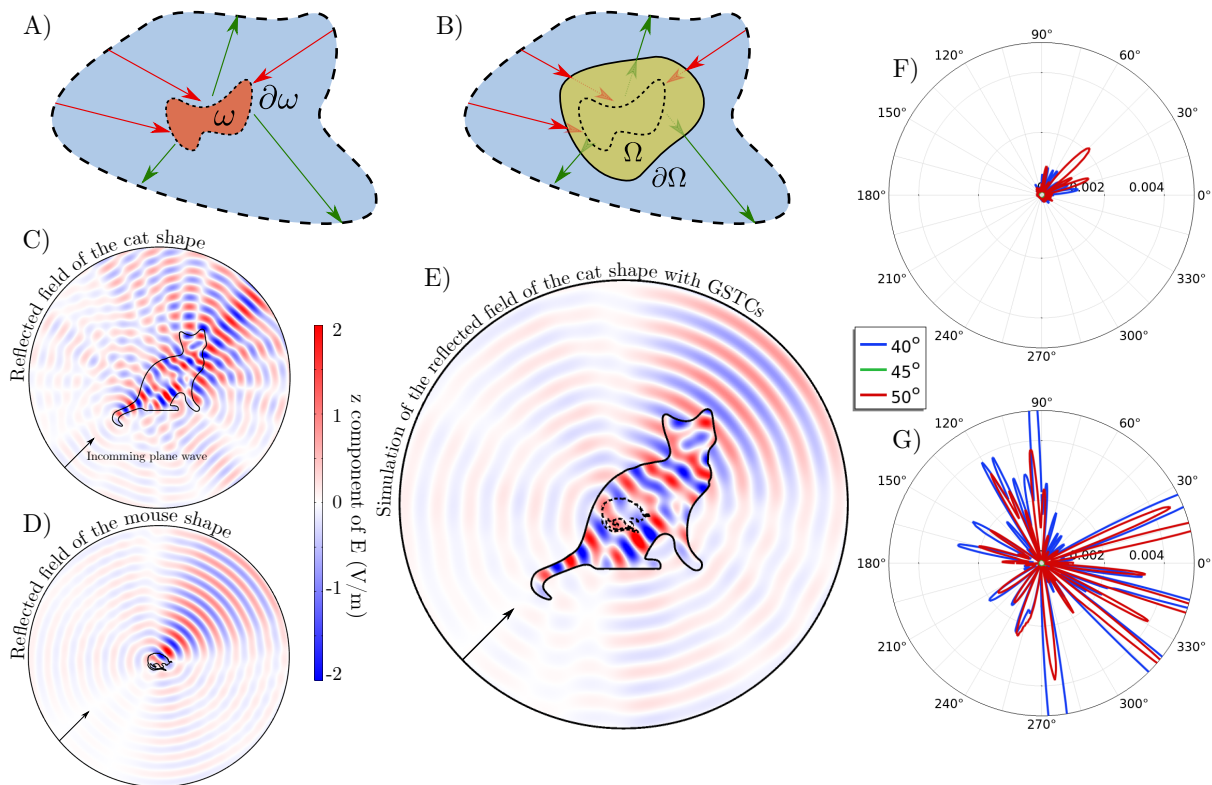 A)
ω
∂ω
B)
Ω
∂Ω
C)
Reflected field of the cat shape
Incomming plane wave
D)
Reflected field of the mouse shape
2
1
0
-1
-2
z component of E (V/m)
E)
Simulation of the reflected field of the cat shape with GSTCs
F)
90°
60°
30°
0°
330°
300°
270°
240°
210°
180°
150°
120°
0.002
0.004
40°
45°
50°
G)
90°
60°
30°
0°
330°
300°
270°
240°
210°
180°
150°
120°
0.002
0.004